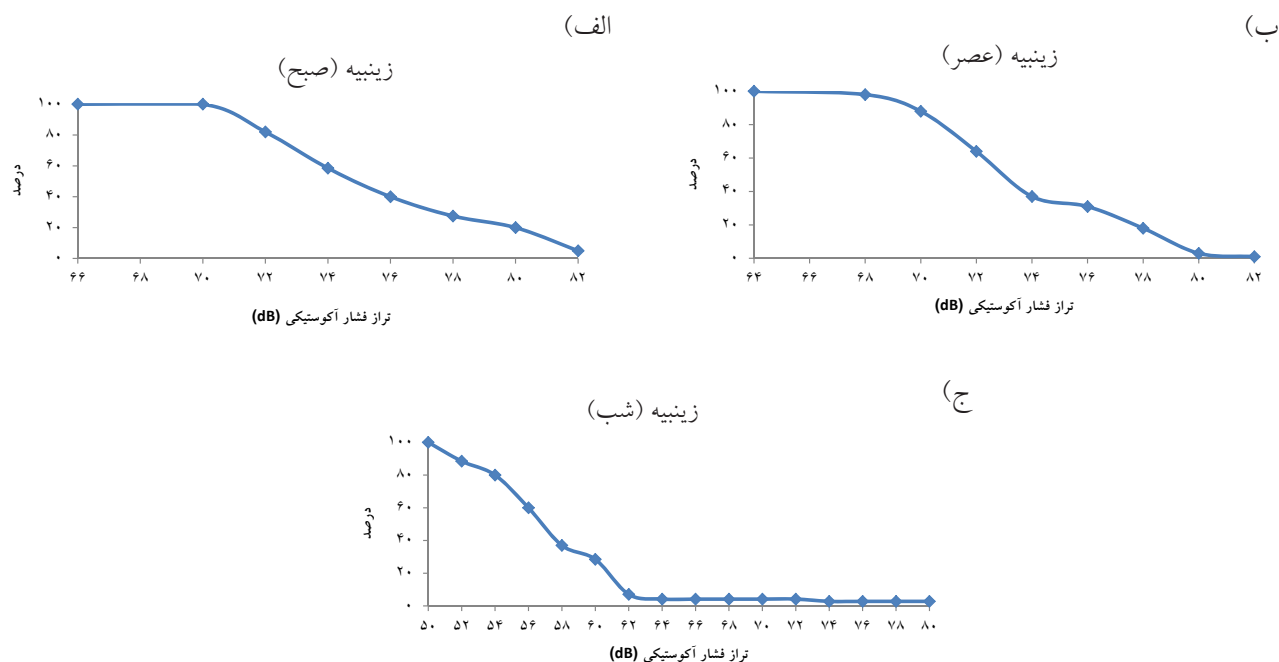 الف)
زینبیه (صبح)
۱۰۰
۸۰
۶۰
۴۰
۲۰
۰
درصد
۶۶ ۶۸ ۷۰ ۷۲ ۷۴ ۷۶ ۷۸ ۸۰ ۸۲
تراز فشار آکوستیکی (dB)
ب)
زینبیه (عصر)
۱۰۰
۸۰
۶۰
۴۰
۲۰
۰
درصد
۶۴ ۶۶ ۶۸ ۷۰ ۷۲ ۷۴ ۷۶ ۷۸ ۸۰ ۸۲
تراز فشار آکوستیکی (dB)
ج)
زینبیه (شب)
۱۰۰
۸۰
۶۰
۴۰
۲۰
۰
درصد
۵۰ ۵۲ ۵۴ ۵۶ ۵۸ ۶۰ ۶۲ ۶۴ ۶۶ ۶۸ ۷۰ ۷۲ ۷۴ ۷۶ ۷۸ ۸۰
تراز فشار آکوستیکی (dB)